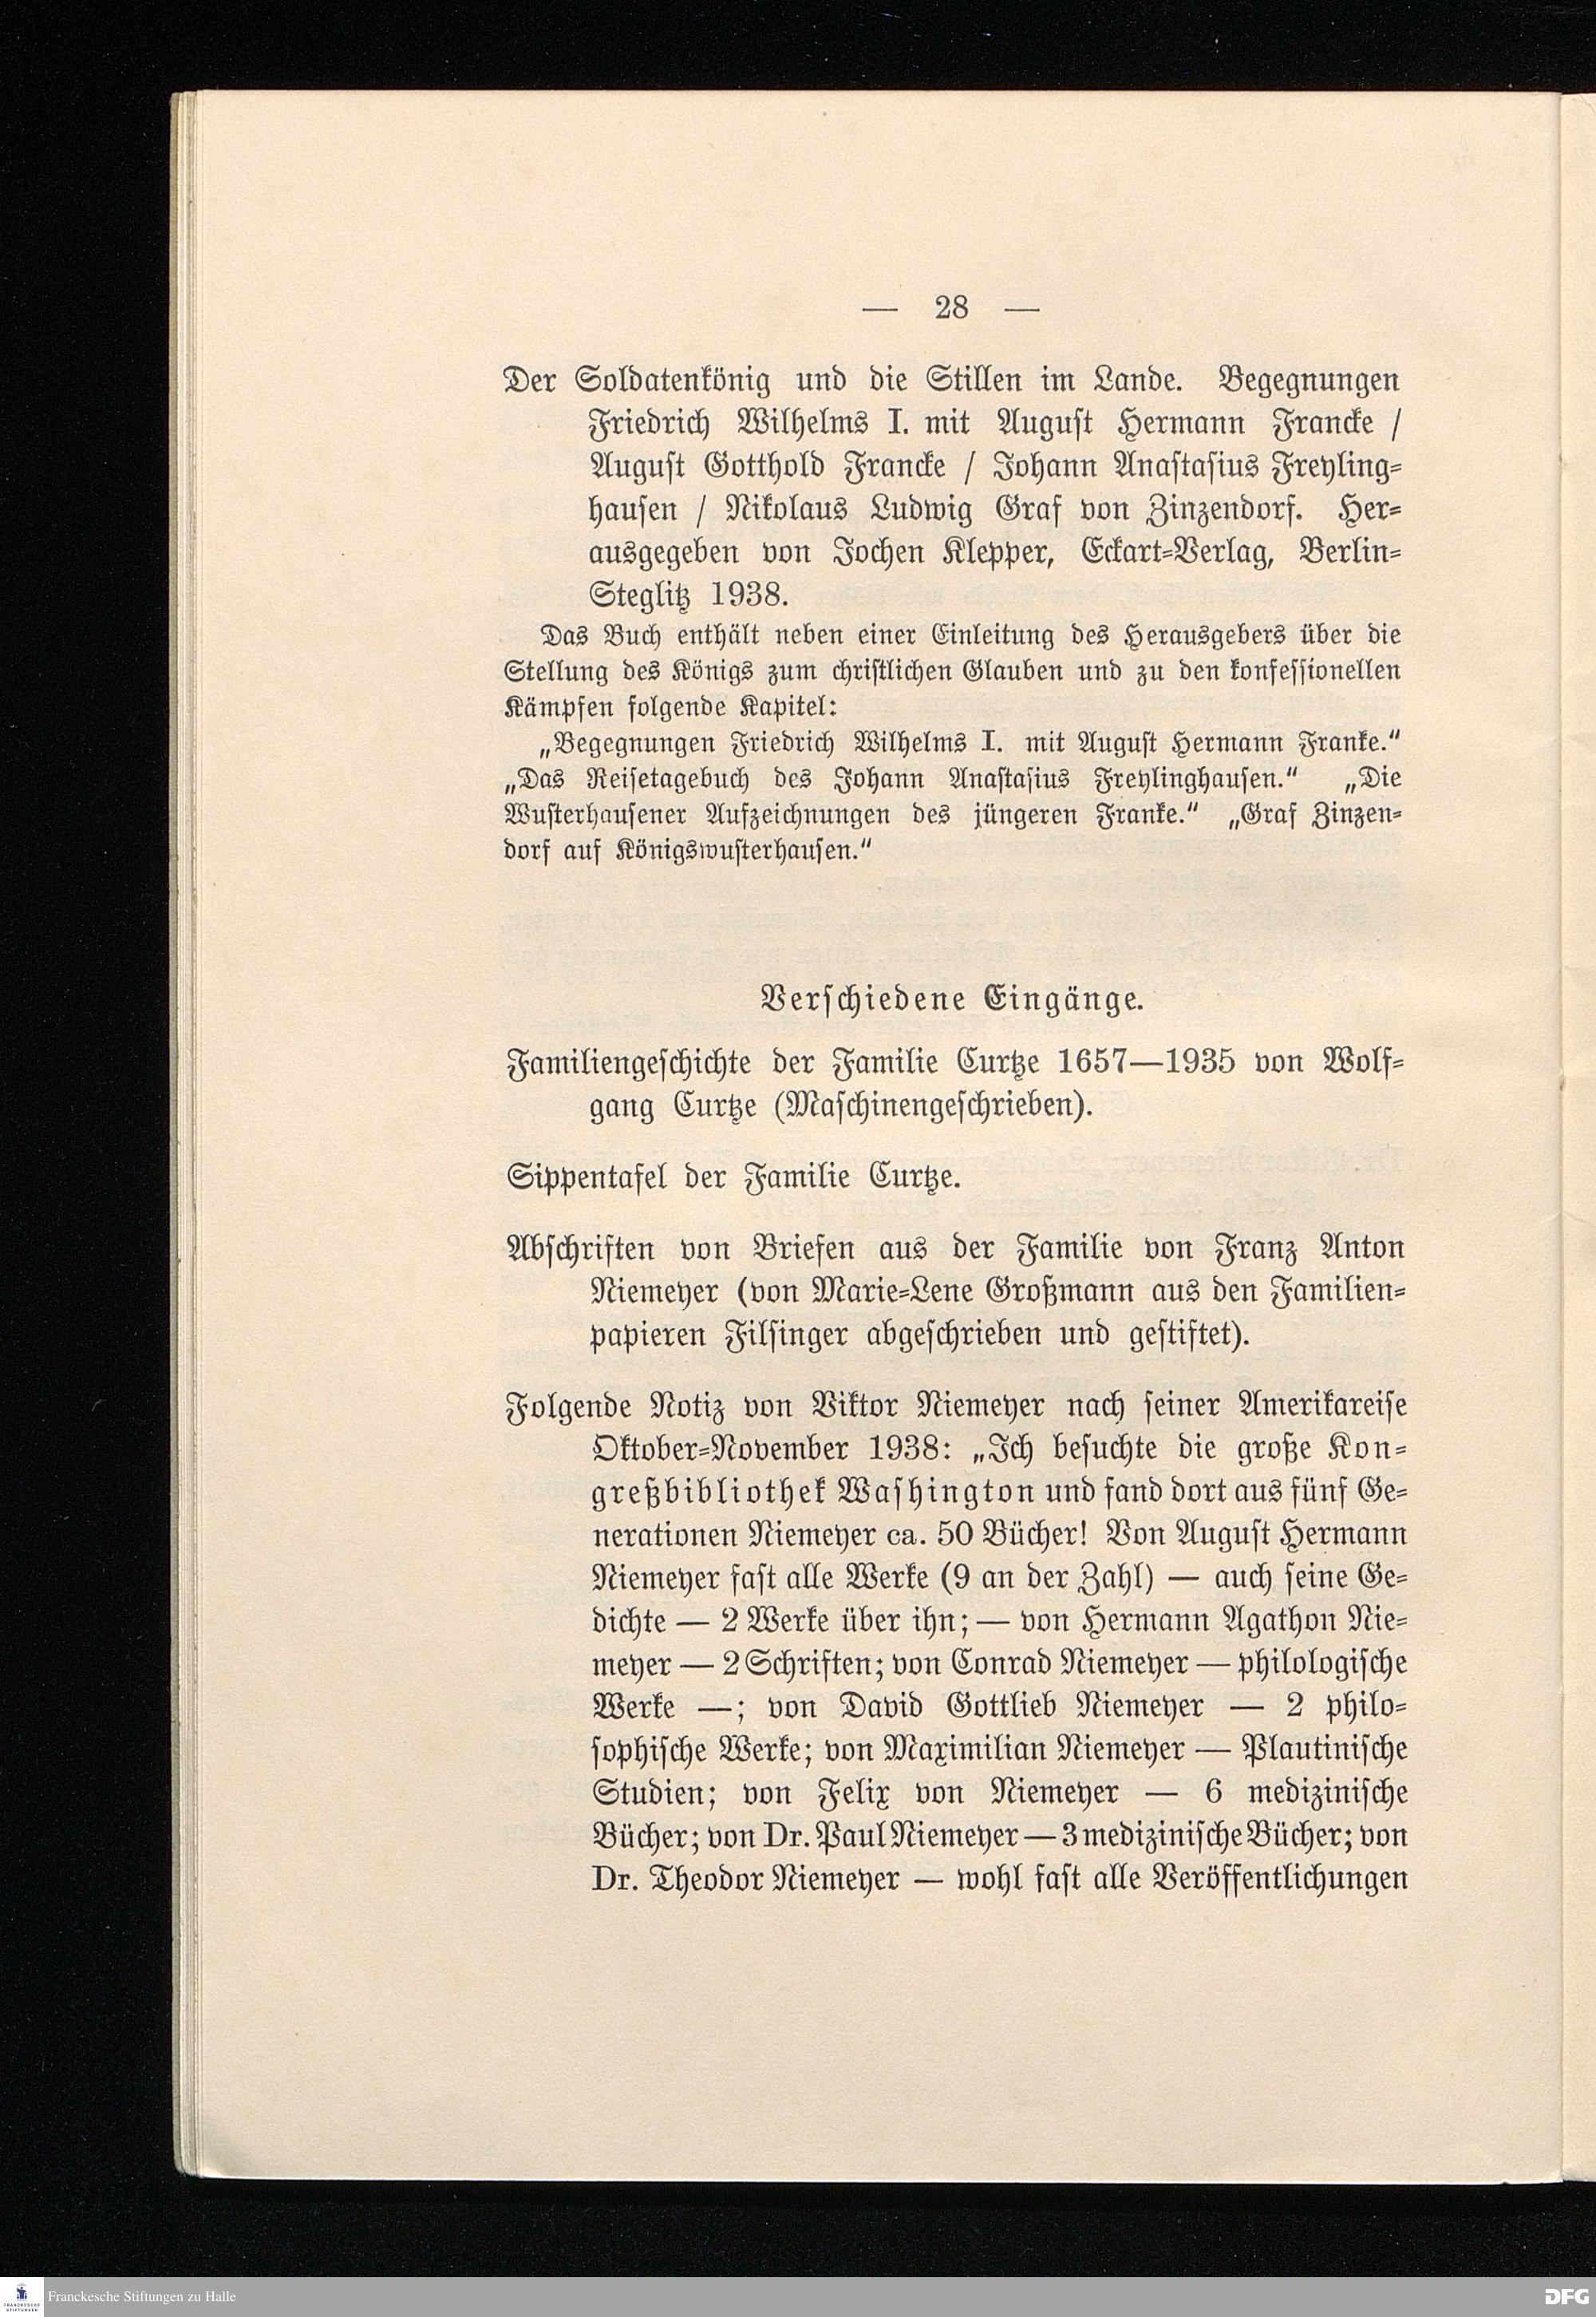 — 28 —
Der Soldatenkönig und die Stillen im Lande. Begegnungen
Friedrich Wilhelms I. mit August Hermann Francke /
August Gotthold Francke / Johann Anastasius Freyling-
hausen / Nikolaus Ludwig Graf von Zinzendorf. Her-
ausgegeben von Jochen Klepper, Eckart-Verlag, Berlin-
Steglitz 1938.
Das Buch enthält neben einer Einleitung des Herausgebers über die
Stellung des Königs zum christlichen Glauben und zu den konfessionellen
Kämpfen folgende Kapitel:
„Begegnungen Friedrich Wilhelms I. mit August Hermann Franke.“
„Das Reisetagebuch des Johann Anastasius Freylinghausen.“ „Die
Wusterhausener Aufzeichnungen des jüngeren Franke.“ „Graf Zinzen-
dorf auf Königswusterhausen.“
Verschiedene Eingänge.
Familiengeschichte der Familie Curtze 1657—1935 von Wolf-
gang Curtze (Maschinengeschrieben).
Sippentafel der Familie Curtze.
Abschriften von Briefen aus der Familie von Franz Anton
Niemeyer (von Marie-Lene Großmann aus den Familien-
papieren Filsinger abgeschrieben und gestiftet).
Folgende Notiz von Viktor Niemeyer nach seiner Amerikareise
Oktober-November 1938: „Ich besuchte die große Kon-
greßbibliothek Washington und fand dort aus fünf Ge-
nerationen Niemeyer ca. 50 Bücher! Von August Hermann
Niemeyer fast alle Werke (9 an der Zahl) — auch seine Ge-
dichte — 2 Werke über ihn; — von Hermann Agathon Nie-
meyer — 2 Schriften; von Conrad Niemeyer — philologische
Werke —; von David Gottlieb Niemeyer — 2 philo-
sophische Werke; von Maximilian Niemeyer — Plautinische
Studien; von Felix von Niemeyer — 6 medizinische
Bücher; von Dr. Paul Niemeyer — 3 medizinische Bücher; von
Dr. Theodor Niemeyer — wohl fast alle Veröffentlichungen
FRANCKESCHE
STIFTUNGEN
Franckesche Stiftungen zu Halle
DFG